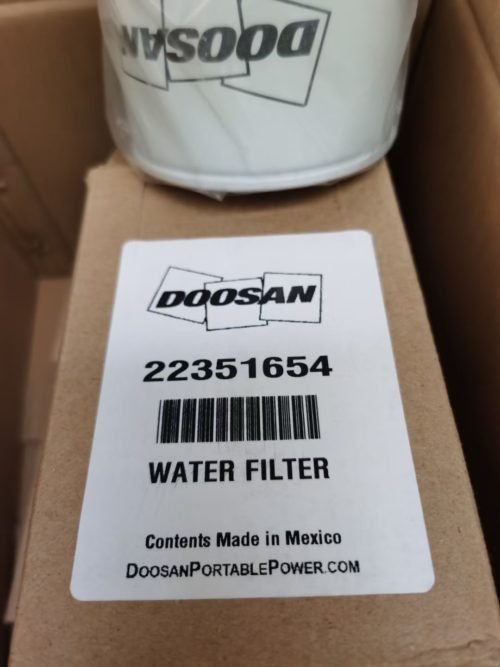 DOOSAN
DOOSAN
22351654
WATER FILTER
Contents Made in Mexico
DOOSANPORTABLEPOWER.COM